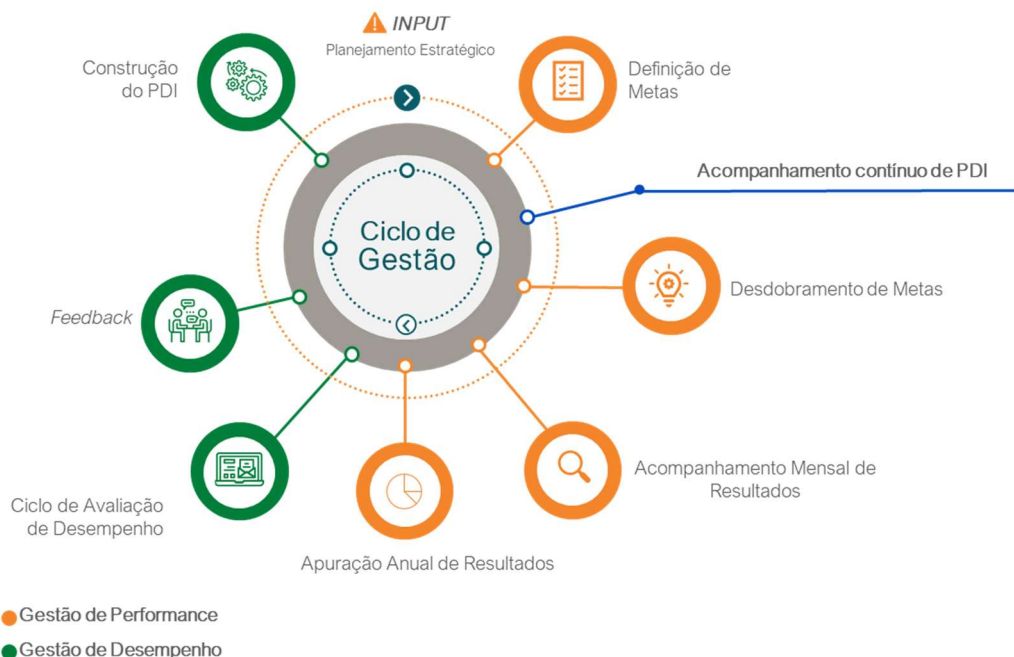 INPUT
Planejamento Estratégico
Construção
do PDI
Definição de
Metas
Acompanhamento contínuo de PDI
Ciclo de
Gestão
Desdobramento de Metas
Feedback
Acompanhamento Mensal de
Resultados
Ciclo de Avaliação
de Desempenho
Apuração Anual de Resultados
Gestão de Performance
Gestão de Desempenho